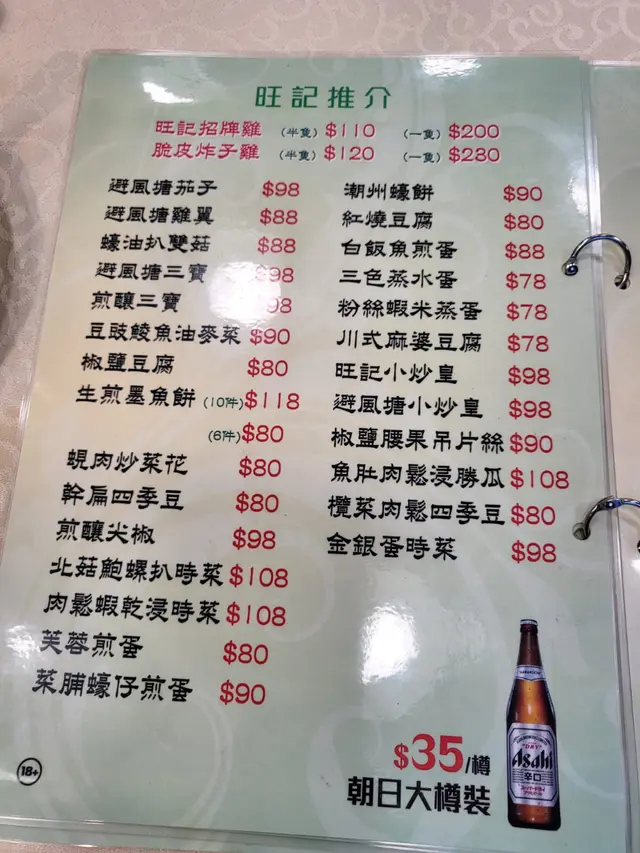 旺記推介
旺記招牌雞 (半隻) $110 (一隻) $200
脆皮炸子雞 (半隻) $120 (一隻) $230
避風塘茄子 $98
避風塘雞翼 $88
蠔油扒雙菇 $88
避風塘三寶 $98
煎釀三寶 $98
豆豉鯪魚油麥菜 $90
椒鹽豆腐 $80
生煎墨魚餅 (10件) $118
(6件) $80
蜆肉炒菜花 $80
幹扁四季豆 $80
煎釀尖椒 $98
北菇鮑螺扒時菜 $108
肉鬆蝦乾浸時菜 $108
芙蓉煎蛋 $80
菜脯蠔仔煎蛋 $90
潮州蠔餅 $90
紅燒豆腐 $80
白飯魚煎蛋 $88
三色蒸水蛋 $78
粉絲蝦米蒸蛋 $78
川式麻婆豆腐 $78
旺記小炒皇 $98
避風塘小炒皇 $98
椒鹽腰果吊片絲 $90
魚肚肉鬆浸勝瓜 $108
欖菜肉鬆四季豆 $80
金銀蛋時菜 $98
$35/樽
朝日大樽裝
"DRY"
Asahi
辛口
18+